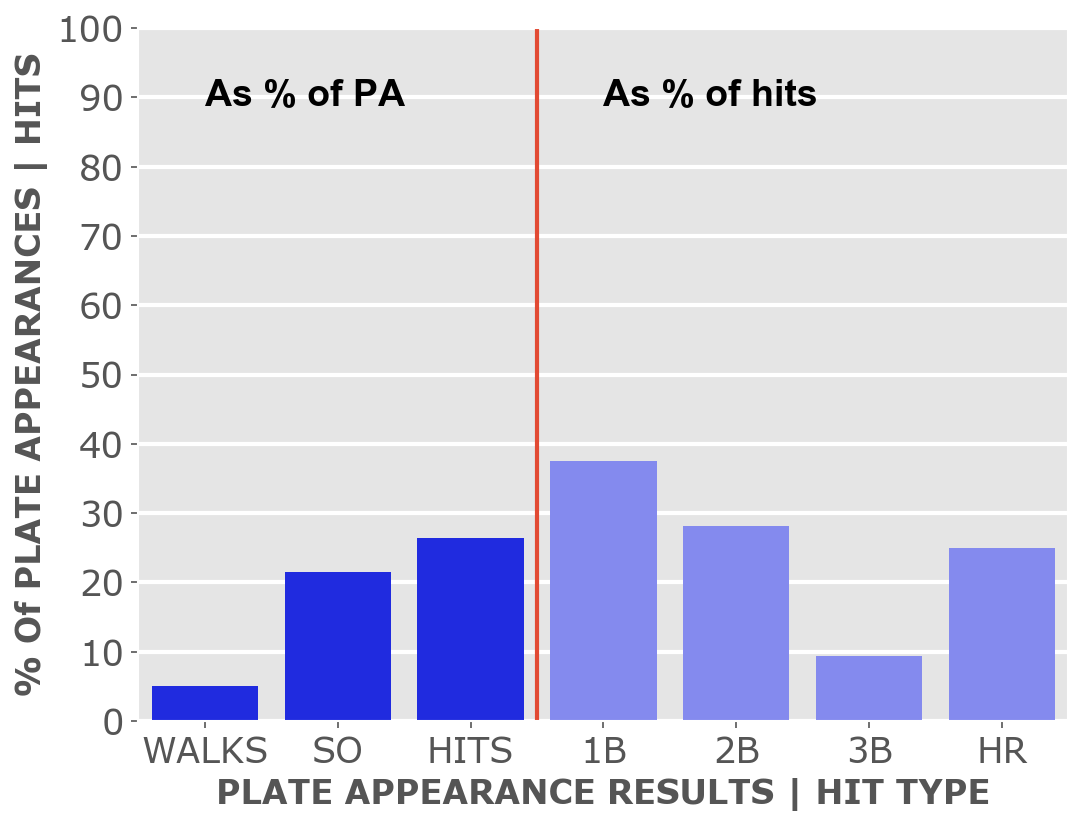 % Of PLATE APPEARANCES | HITS
100
90
80
70
60
50
40
30
20
10
0
As % of PA
As % of hits
WALKS SO HITS 1B 2B 3B HR
PLATE APPEARANCE RESULTS | HIT TYPE